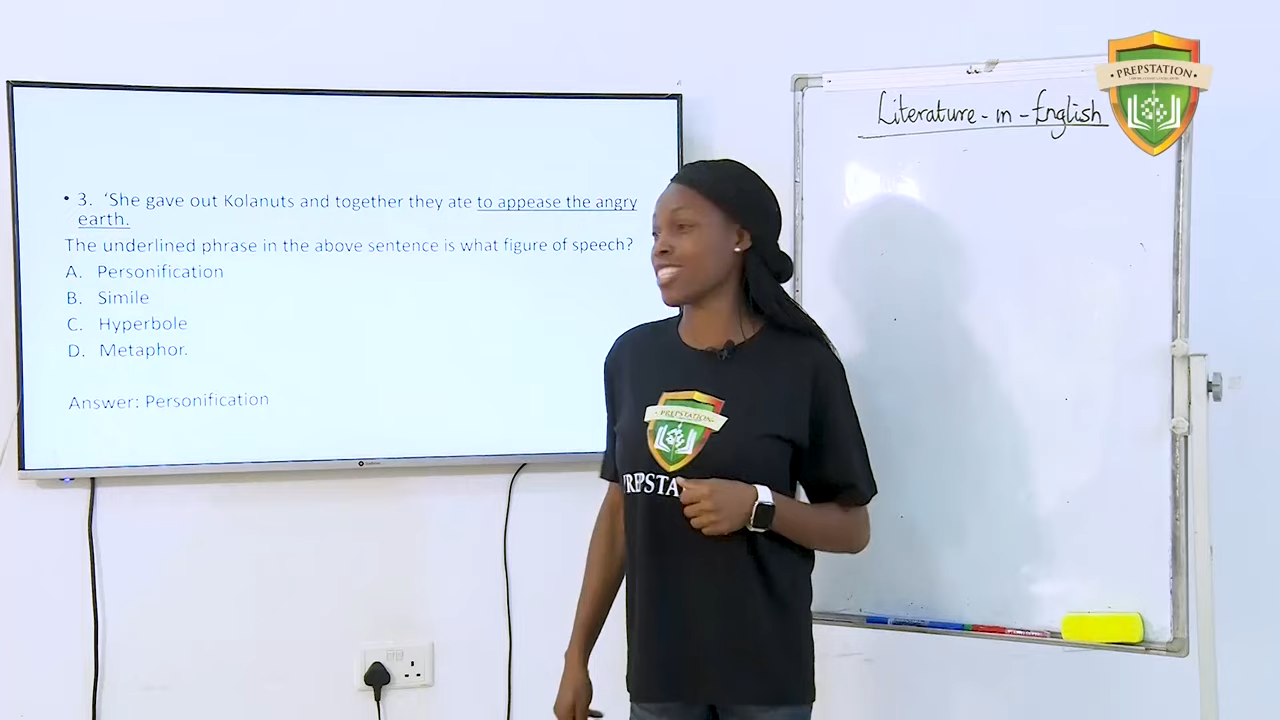 • 3. ‘She gave out Kolanuts and together they ate to appease the angry
earth.
The underlined phrase in the above sentence is what figure of speech?
A. Personification
B. Simile
C. Hyperbole
D. Metaphor.
Answer: Personification
Literature-in-English
• PREPSTATION •
PREPSTATION